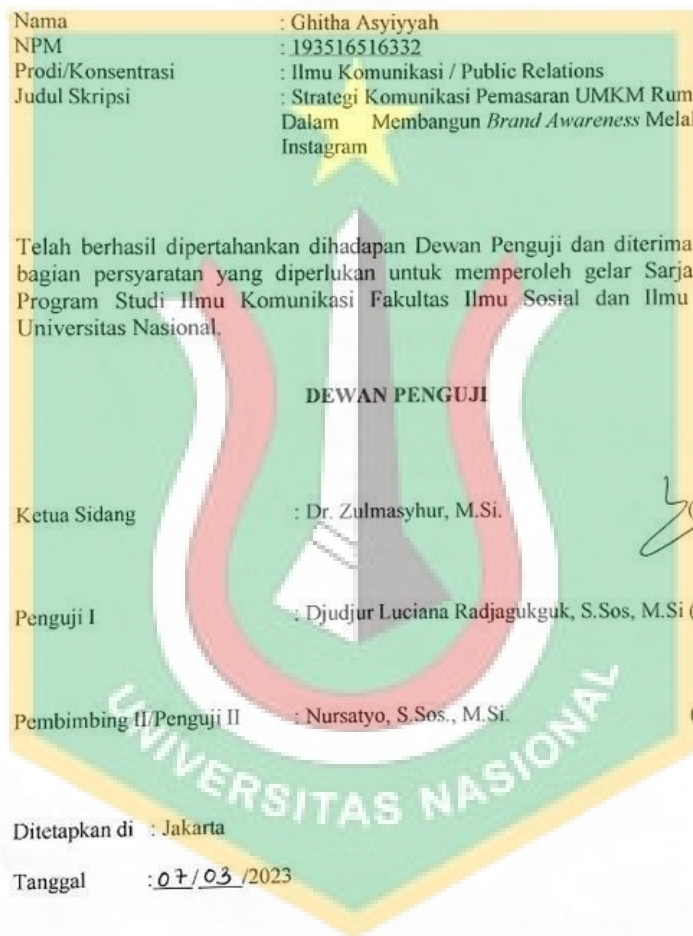 Nama : Ghitha Asyiyyah
NPM : 193516516332
Prodi/Konsentrasi : Ilmu Komunikasi / Public Relations
Judul Skripsi : Strategi Komunikasi Pemasaran UMKM Rum
Dalam Membangun Brand Awareness Mela
Instagram
Telah berhasil dipertahankan dihadapan Dewan Penguji dan diterima
bagian persyaratan yang diperlukan untuk memperoleh gelar Sarja
Program Studi Ilmu Komunikasi Fakultas Ilmu Sosial dan Ilmu
Universitas Nasional.
DEWAN PENGUJI
Ketua Sidang : Dr. Zulmasyhur, M.Si.
Penguji I : Djudjur Luciana Radjagukguk, S.Sos, M.Si (
Pembimbing II/Penguji II : Nursatyo, S.Sos., M.Si. (
UNIVERSITAS NASIONAL
Ditetapkan di : Jakarta
Tanggal : 07/03/2023